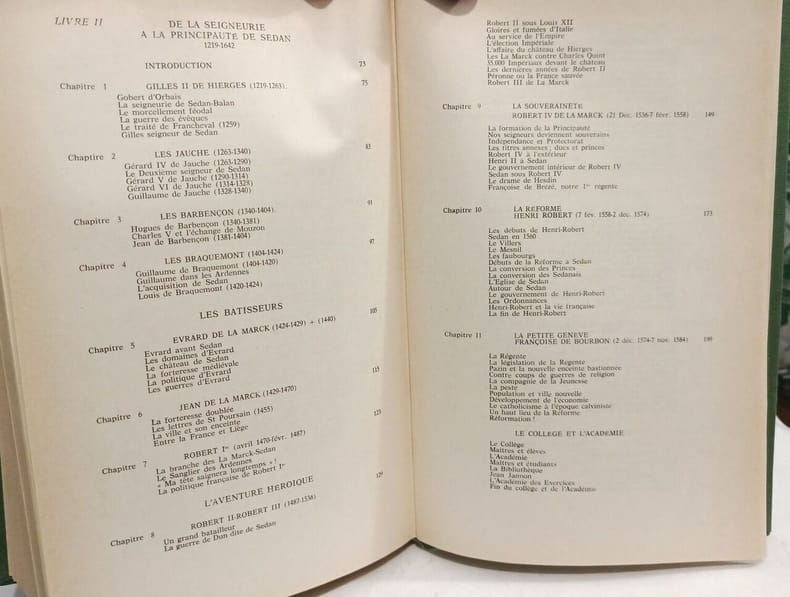 LIVRE II
DE LA SEIGNEURIE
A LA PRINCIPAUTE DE SEDAN
1219-1642
INTRODUCTION 73
Chapitre 1 GILLES II DE HIERGES (1219-1263). 75
Gobert d'Orbais
La seigneurie de Sedan-Balan
Le morcellement féodal
La guerre des évêques
Le traité de Francheval (1259)
Gilles seigneur de Sedan
Chapitre 2 LES JAUCHE (1263-1340) 83
Gérard IV de Jauche (1263-1290)
Le Deuxième seigneur de Sedan
Gérard V de Jauche (1290-1314)
Gérard VI de Jauche (1314-1328)
Guillaume de Jauche (1328-1340)
Chapitre 3 LES BARBENÇON (1340-1404). 91
Hugues de Barbençon (1340-1381)
Charles V et l'échange de Mouzon
Jean de Barbençon (1381-1404)
Chapitre 4 LES BRAQUEMONT (1404-1424) 97
Guillaume de Braquemont (1404-1420)
Guillaume dans les Ardennes
L'acquisition de Sedan
Louis de Braquemont (1420-1424)
LES BATISSEURS
Chapitre 5 EVRARD DE LA MARCK (1424-1429) + (1440) 105
Evrard avant Sedan
Les domaines d'Evrard
Le château de Sedan
La forteresse médiévale
La politique d'Evrard
Les guerres d'Evrard
Chapitre 6 JEAN DE LA MARCK (1429-1470) 115
La forteresse doublée
Les lettres de St Poursain (1455)
La ville et son enceinte
Entre la France et Liège
Chapitre 7 ROBERT Ier (avril 1470-févr. 1487) 123
La branche des La Marck-Sedan
Le Sanglier des Ardennes
« Ma tête saignera longtemps » !
La politique française de Robert Ier
L'AVENTURE HEROIQUE
Chapitre 8 ROBERT II-ROBERT III (1487-1536) 129
Un grand batailleur
La guerre de Dun dite de Sedan
Robert II sous Louis XII
Gloires et fumées d'Italie
Au service de l'Empire
L'élection Impériale
L'affaire du château de Hierges
Les La Marck contre Charles Quint
35.000 Impériaux devant le château
Les dernières années de Robert II
Péronne ou la France sauvée
Robert III de La Marck
Chapitre 9 LA SOUVERAINETE
ROBERT IV DE LA MARCK (21 Déc. 1536-7 févr. 1558) 149
La formation de la Principauté
Nos seigneurs deviennent souverains
Indépendance et Protectorat
Les titres annexes ; ducs et princes
Robert IV à l'extérieur
Henri II à Sedan
Le gouvernement intérieur de Robert IV
Sedan sous Robert IV
Le drame de Hesdin
Françoise de Brézé, notre 1re régente
Chapitre 10 LA REFORME
HENRI ROBERT (7 fév. 1558-2 déc. 1574) 173
Les débuts de Henri-Robert
Sedan en 1560
Le Villers
Le Mesnil
Les faubourgs
Débuts de la Réforme à Sedan
La conversion des Princes
La conversion des Sedanais
L'Eglise de Sedan
Autour de Sedan
Le gouvernement de Henri-Robert
Les Ordonnances
Henri-Robert et la vie française
La fin de Henri-Robert
Chapitre 11 LA PETITE GENEVE
FRANÇOISE DE BOURBON (2 déc. 1574-7 nov. 1584)
La Régente
La législation de la Régente
Pazin et la nouvelle enceinte bastionnée
Contre coups de guerres de religion
La compagnie de la Jeunesse
La peste
Population et ville nouvelle
Développement de l'économie
Le catholicisme à l'époque calviniste
Un haut lieu de la Réforme
Réformation !
LE COLLEGE ET L'ACADEMIE
Le Collège
Maîtres et élèves
L'Académie
Maîtres et étudiants
La Bibliothèque
Jean Jannon
L'Académie des Exercices
Fin du collège et de l'Académie